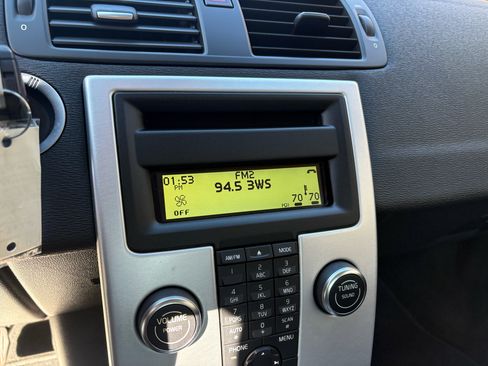 FM2
01:53
PM
94.5 3WS
OFF
70 70
AM/FM
MODE
1
2
ABC
3
DEF
4
GHI
5
JKL
6
MNO
7
PQRS
8
TUV
9
WXYZ
AUTO
*
0
SCAN
#
PHONE
MENU
VOLUME
POWER
TUNING
SOUND